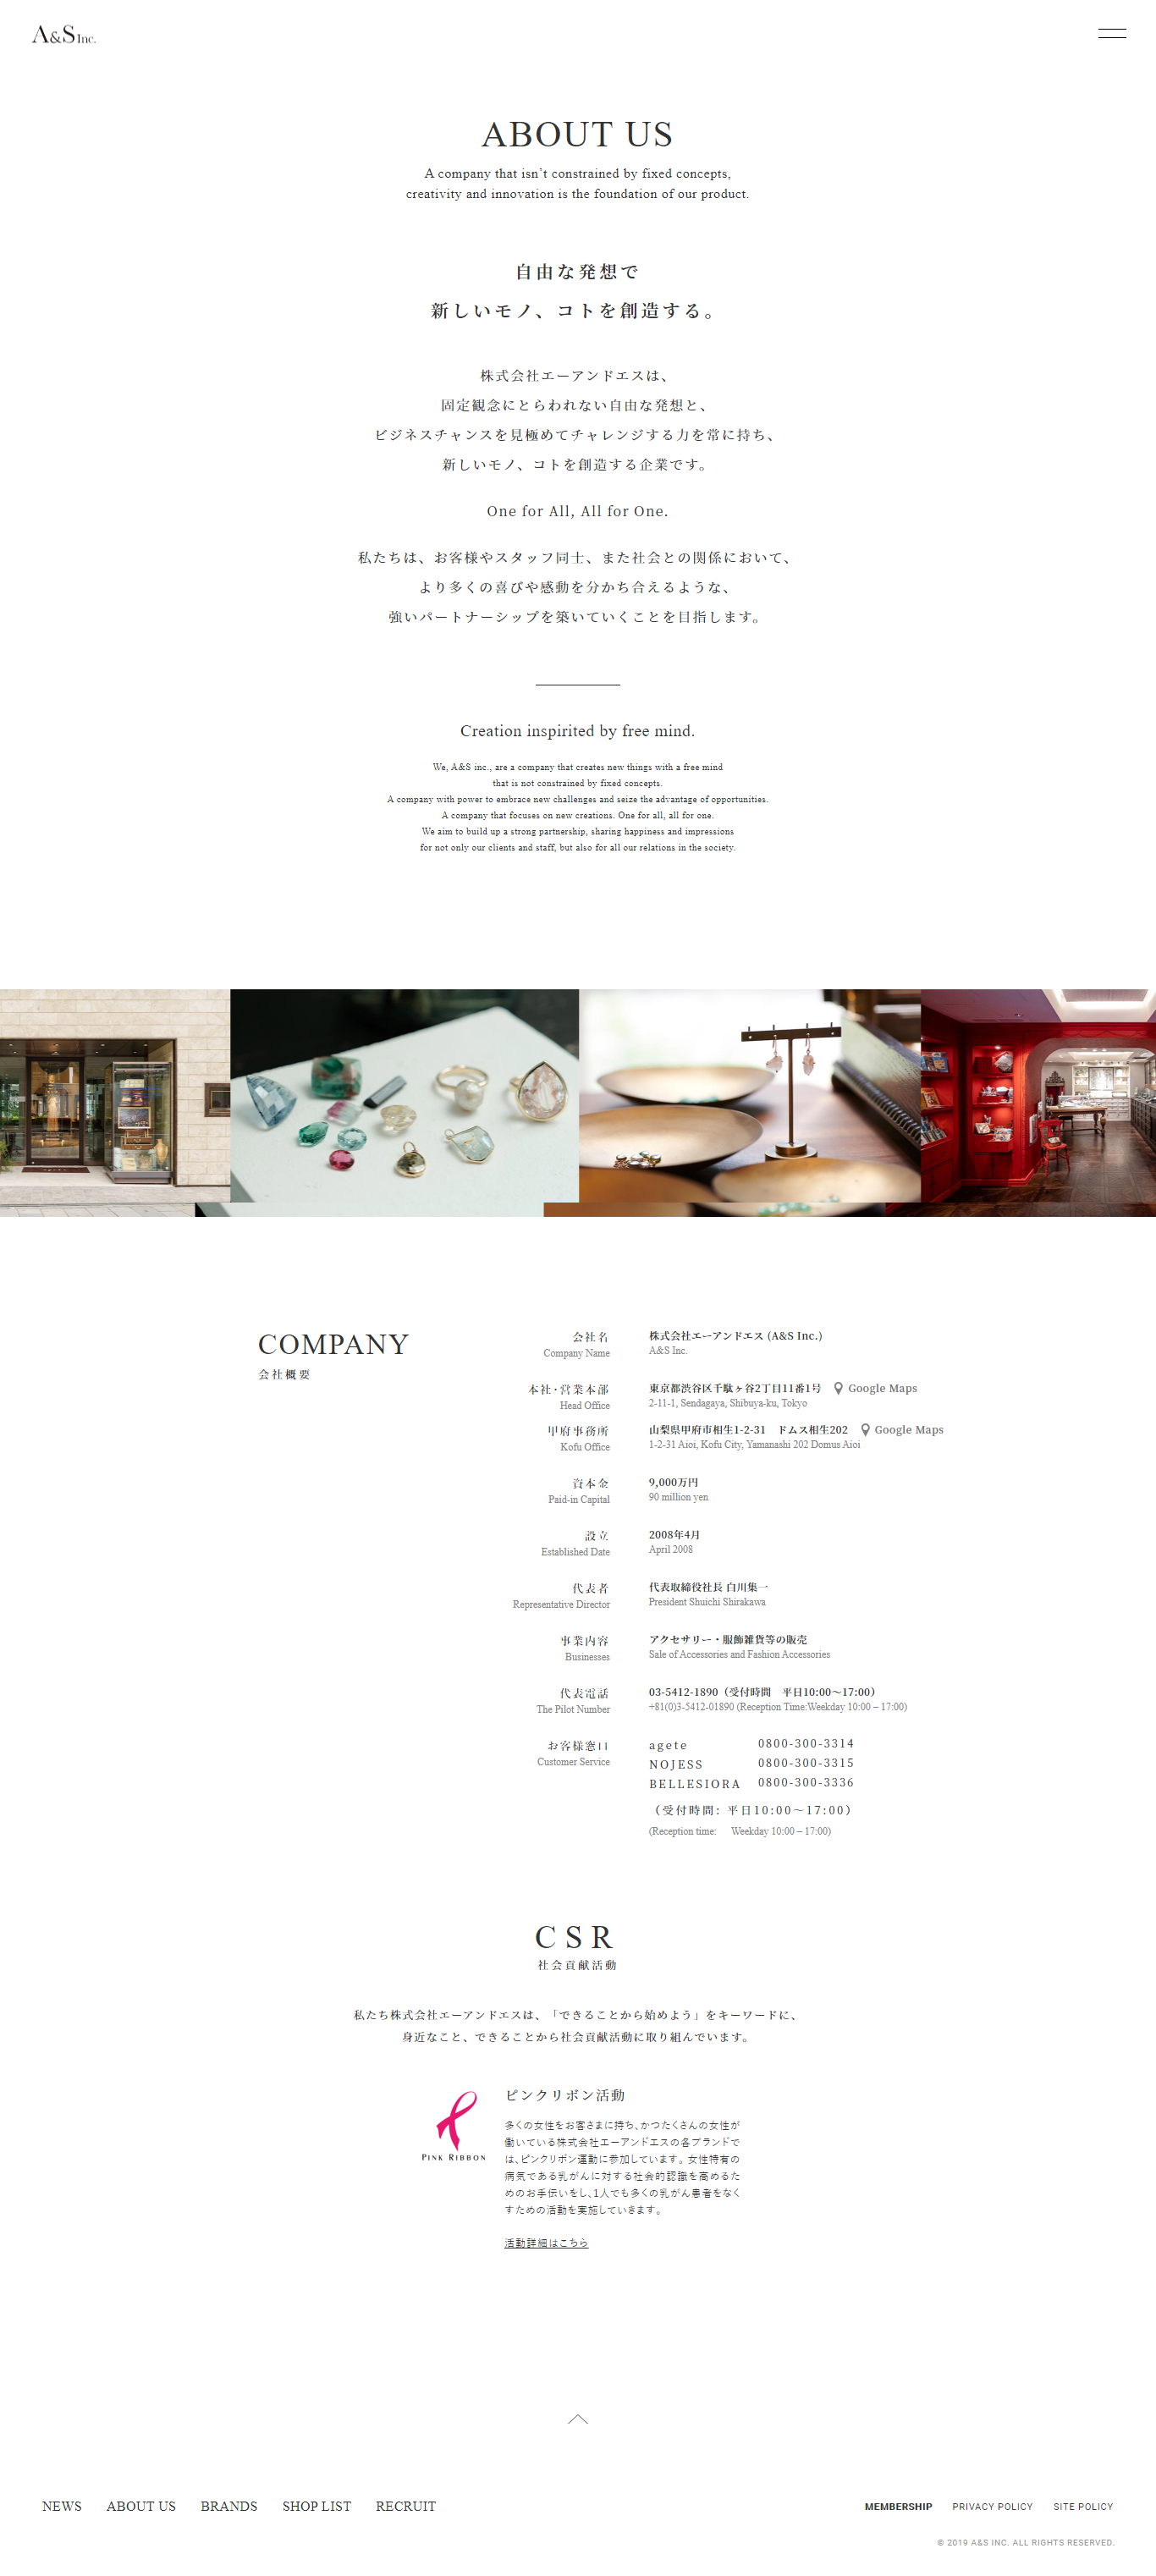 A&S Inc.
ABOUT US
A company that isn't constrained by fixed concepts,
creativity and innovation is the foundation of our product.
自由な発想で
新しいモノ、コトを創造する。
株式会社エーアンドエスは、
固定観念にとらわれない自由な発想と、
ビジネスチャンスを見極めてチャレンジする力を常に持ち、
新しいモノ、コトを創造する企業です。
One for All, All for One.
私たちは、お客様やスタッフ同士、また社会との関係において、
より多くの喜びや感動を分かち合えるような、
強いパートナーシップを築いていくことを目指します。
Creation inspirited by free mind.
We, A&S inc., are a company that creates new things with a free mind
that is not constrained by fixed concepts.
A company with power to embrace new challenges and seize the advantage of opportunities.
A company that focuses on new creations. One for all, all for one.
We aim to build up a strong partnership, sharing happiness and impressions
for not only our clients and staff, but also for all our relations in the society.
COMPANY
会社概要
会社名
Company Name
株式会社エーアンドエス (A&S Inc.)
A&S Inc.
本社・営業本部
Head Office
東京都渋谷区千駄ヶ谷2丁目11番1号 Google Maps
2-11-1, Sendagaya, Shibuya-ku, Tokyo
甲府事務所
Kofu Office
山梨県甲府市相生1-2-31　ドムス相生202 Google Maps
1-2-31 Aioi, Kofu City, Yamanashi 202 Domus Aioi
資本金
Paid-in Capital
9,000万円
90 million yen
設立
Established Date
2008年4月
April 2008
代表者
Representative Director
代表取締役社長 白川集一
President Shuichi Shirakawa
事業内容
Businesses
アクセサリー・服飾雑貨等の販売
Sale of Accessories and Fashion Accessories
代表電話
The Pilot Number
03-5412-1890（受付時間　平日10:00～17:00）
+81(0)3-5412-01890 (Reception Time:Weekday 10:00 – 17:00)
お客様窓口
Customer Service
agete 0800-300-3314
NOJESS 0800-300-3315
BELLESIORA 0800-300-3336
（受付時間: 平日10:00～17:00）
(Reception time: Weekday 10:00 – 17:00)
CSR
社会貢献活動
私たち株式会社エーアンドエスは、「できることから始めよう」をキーワードに、
身近なこと、できることから社会貢献活動に取り組んでいます。
PINK RIBBON
ピンクリボン活動
多くの女性をお客さまに持ち、かつたくさんの女性が
働いている株式会社エーアンドエスの各ブランドで
は、ピンクリボン運動に参加しています。女性特有の
病気である乳がんに対する社会的認識を高めるた
めのお手伝いをし、1人でも多くの乳がん患者をなく
すための活動を実施していきます。
活動詳細はこちら
NEWS ABOUT US BRANDS SHOP LIST RECRUIT
MEMBERSHIP PRIVACY POLICY SITE POLICY
© 2019 A&S INC. ALL RIGHTS RESERVED.